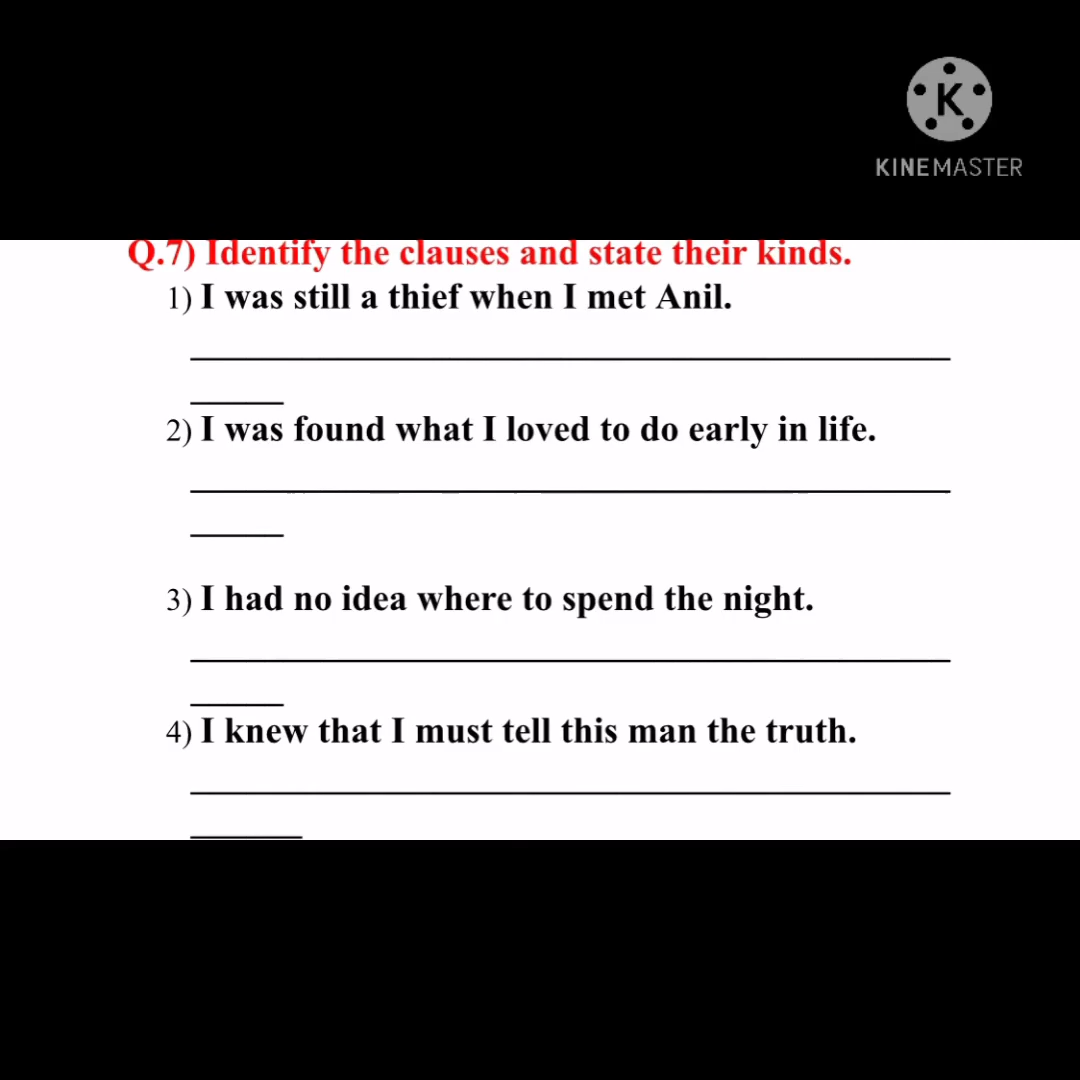 K
KINEMASTER
Q.7) Identify the clauses and state their kinds.
1) I was still a thief when I met Anil.
2) I was found what I loved to do early in life.
3) I had no idea where to spend the night.
4) I knew that I must tell this man the truth.